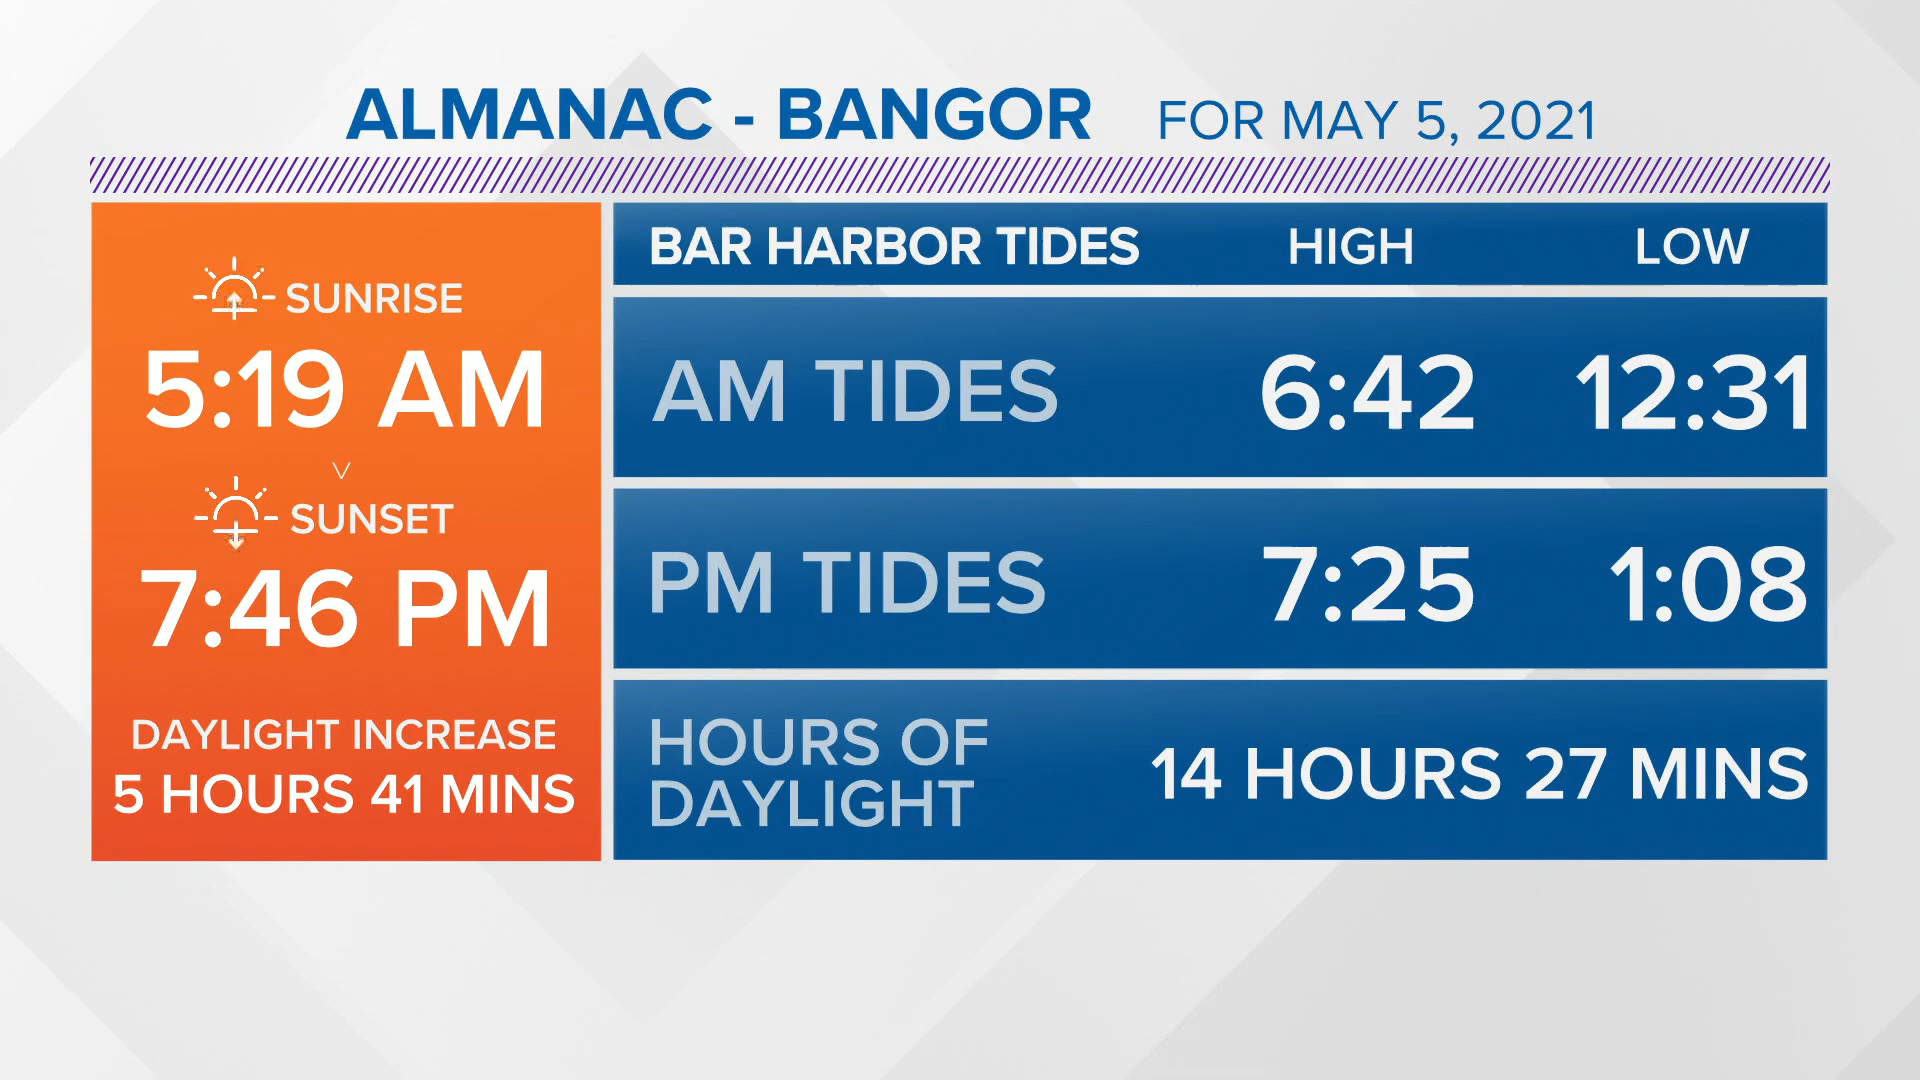 ALMANAC - BANGOR FOR MAY 5, 2021
SUNRISE
5:19 AM
SUNSET
7:46 PM
DAYLIGHT INCREASE
5 HOURS 41 MINS
BAR HARBOR TIDES HIGH LOW
AM TIDES 6:42 12:31
PM TIDES 7:25 1:08
HOURS OF
DAYLIGHT
14 HOURS 27 MINS